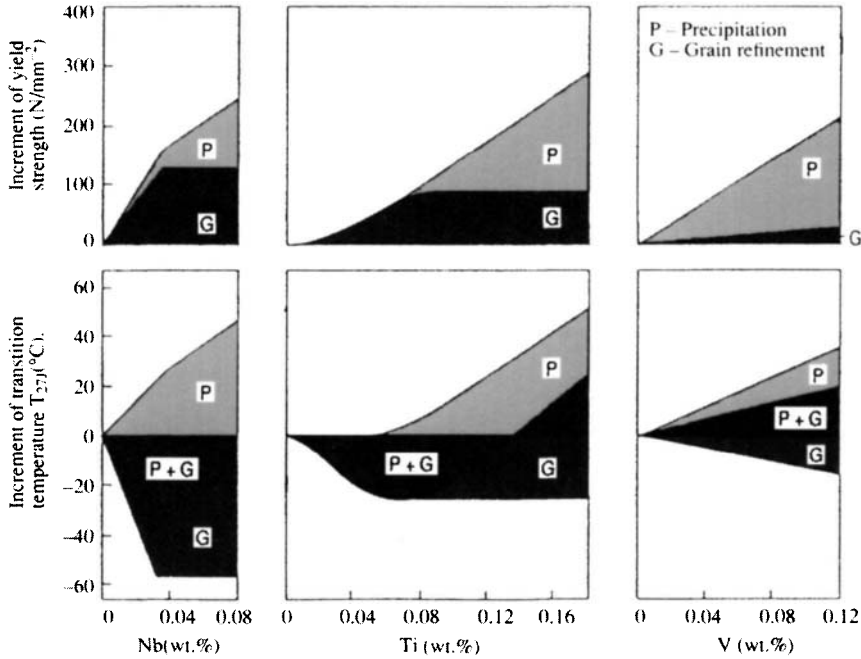 Increment of yield
strength (N/mm⁻²)
400
300
200
100
0
P
G
P
G
P – Precipitation
G – Grain refinement
P
G
Increment of transtition
temperature T₂₇J(°C).
60
40
20
0
−20
−40
−60
P
P + G
G
P
P + G
G
P
P + G
G
0 0.04 0.08
0 0.04 0.08 0.12 0.16
0 0.04 0.08 0.12
Nb(wt.%)
Ti (wt.%)
V (wt.%)